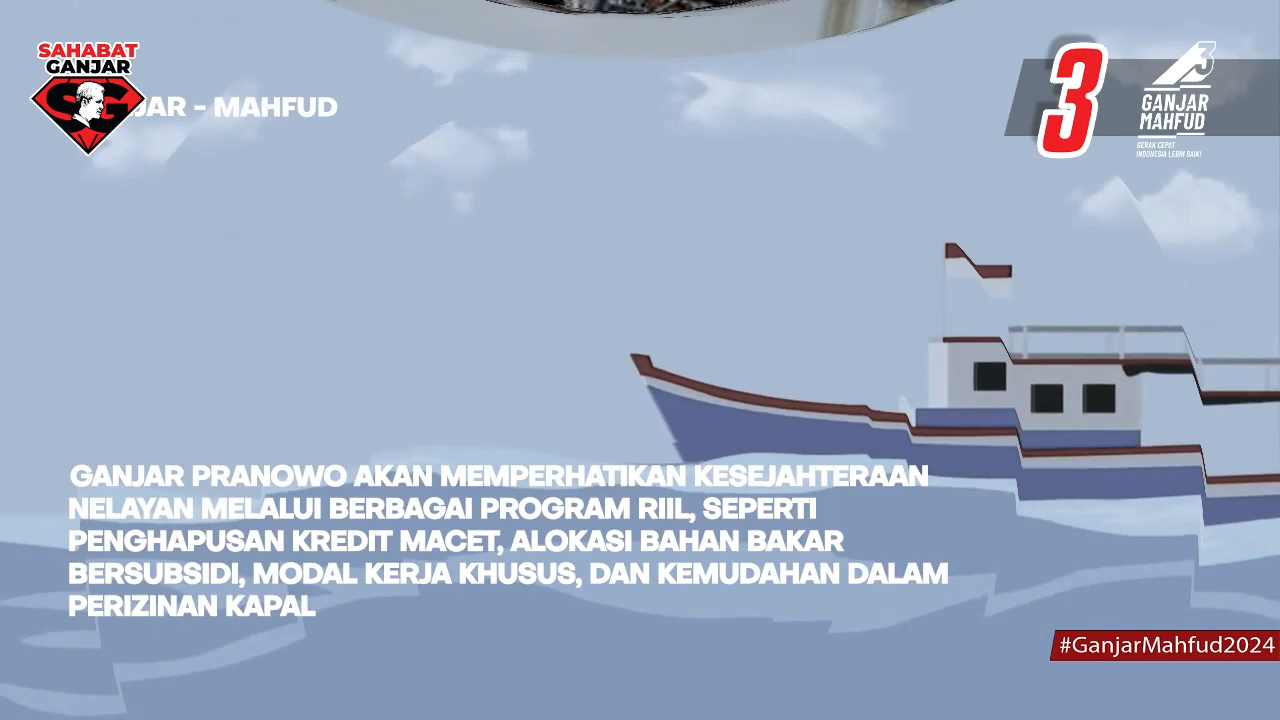 SAHABAT
GANJAR
SG
JAR - MAHFUD
3
3
GANJAR
MAHFUD
GERAK CEPAT
INDONESIA LEBIH BAIK!
GANJAR PRANOWO AKAN MEMPERHATIKAN KESEJAHTERAAN
NELAYAN MELALUI BERBAGAI PROGRAM RIIL, SEPERTI
PENGHAPUSAN KREDIT MACET, ALOKASI BAHAN BAKAR
BERSUBSIDI, MODAL KERJA KHUSUS, DAN KEMUDAHAN DALAM
PERIZINAN KAPAL
#GanjarMahfud2024